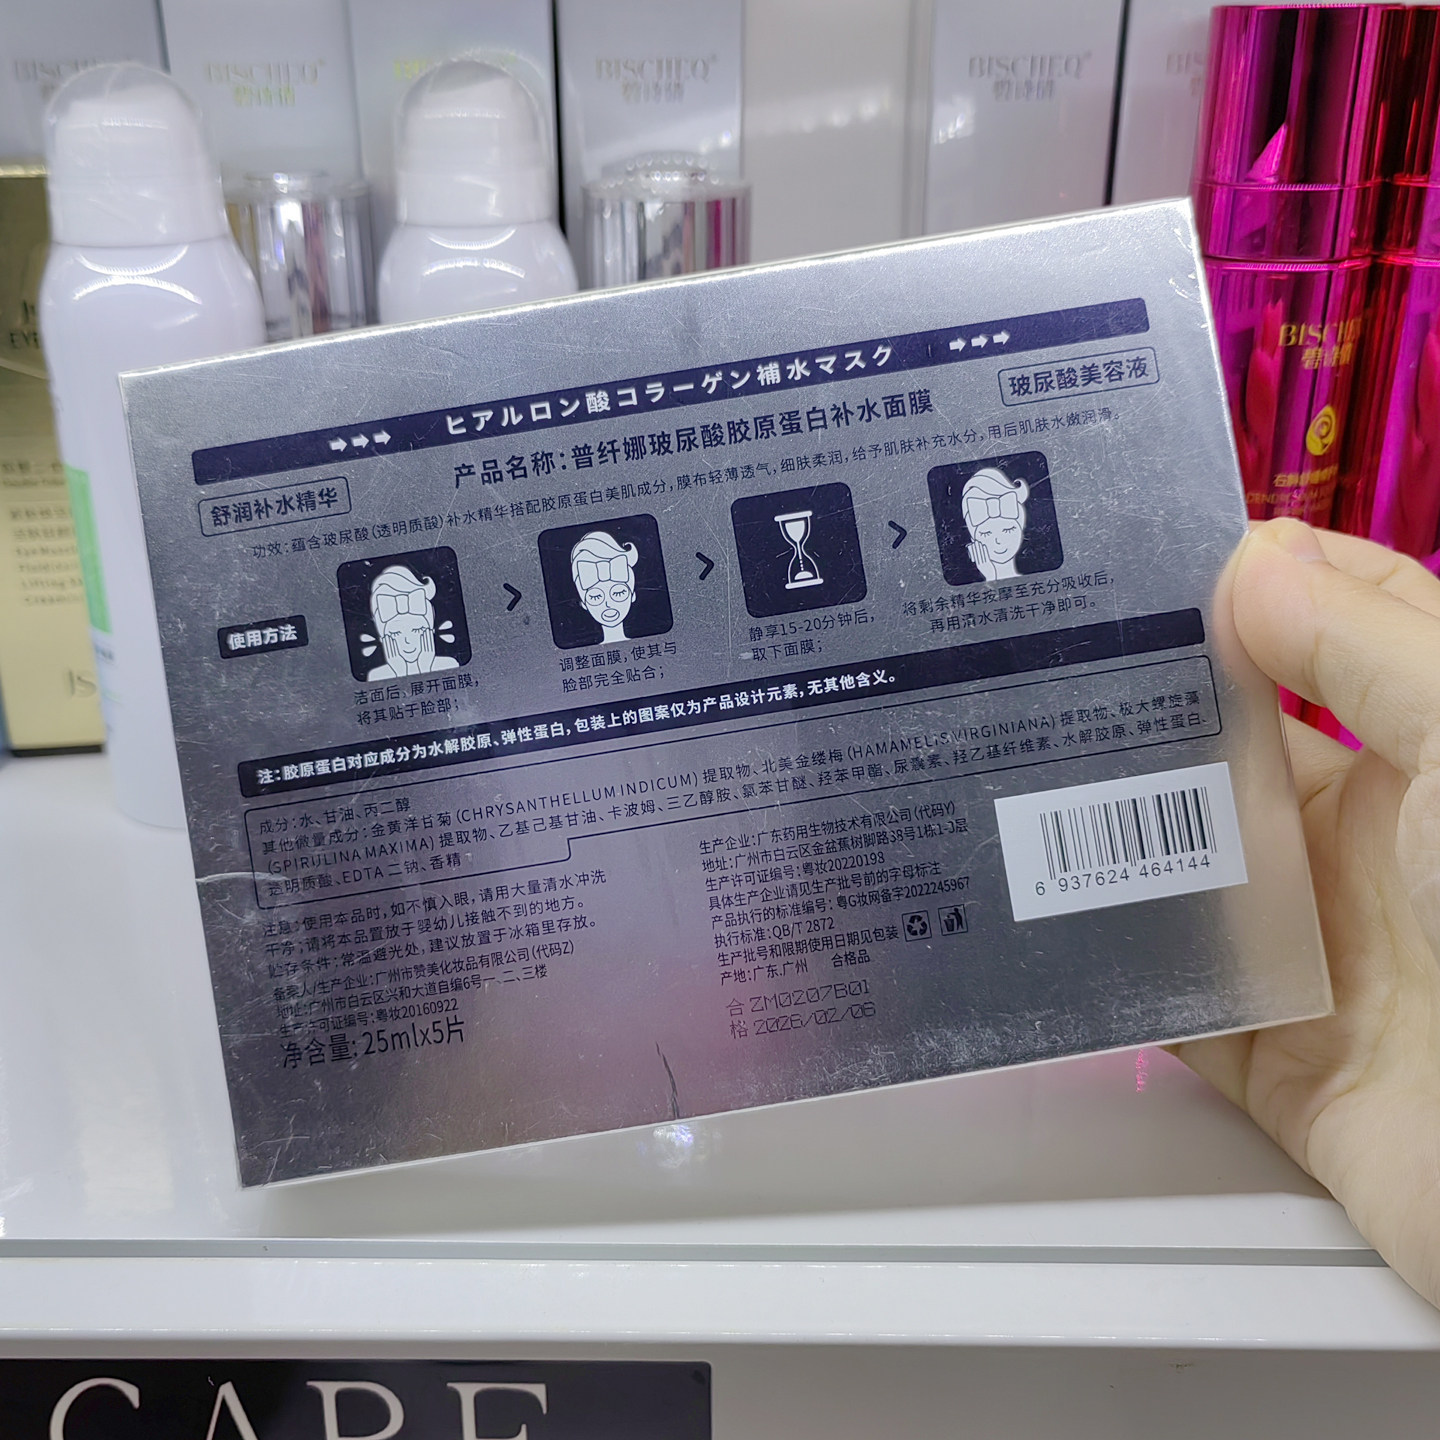 BISCHEQ
碧诗倩
BISCHEQ
碧诗倩
BISCHEQ
BISCHEQ
碧诗倩
BISCHEQ
碧诗倩
BISCHEQ
碧诗倩
ヒアルロン酸コラーゲン補水マスク
产品名称：普纤娜玻尿酸胶原蛋白补水面膜
玻尿酸美容液
舒润补水精华
功效：蕴含玻尿酸(透明质酸)补水精华搭配胶原蛋白美肌成分，膜布轻薄透气，细肤柔润，给予肌肤补充水分，用后肌肤水嫩润滑。
使用方法
洁面后、展开面膜，
将其贴于脸部；
调整面膜，使其与
脸部完全贴合；
静享15-20分钟后，
取下面膜；
将剩余精华按摩至充分吸收后，
再用清水清洗干净即可。
注：胶原蛋白对应成分为水解胶原、弹性蛋白，包装上的图案仅为产品设计元素，无其他含义。
成分：水、甘油、丙二醇
其他微量成分：金黄洋甘菊(CHRYSANTHELLUM INDICUM)提取物、北美金缕梅(HAMAMELIS VIRGINIANA)提取物、极大螺旋藻
(SPIRULINA MAXIMA)提取物、乙基己基甘油、卡波姆、三乙醇胺、氯苯甘醚、羟苯甲酯、尿囊素、羟乙基纤维素、水解胶原、弹性蛋白、
透明质酸、EDTA 二钠、香精
注意：使用本品时，如不慎入眼，请用大量清水冲洗
干净；请将本品置放于婴幼儿接触不到的地方。
贮存条件：常温避光处，建议放置于冰箱里存放。
备案人/生产企业：广州市赞美化妆品有限公司(代码Z)
地址：广州市白云区兴和大道自编6号一、二、三楼
生产许可证编号：粤妆20160922
净含量：25mlx5片
生产企业：广东药用生物技术有限公司(代码Y)
地址：广州市白云区金盆蕉树脚路38号1栋1-3层
生产许可证编号：粤妆20220198
具体生产企业请见生产批号前的字母标注
产品执行的标准编号：粤G妆网备字2022245967
执行标准：QB/T 2872
生产批号和限期使用日期见包装
产地：广东.广州 合格品
合 ZM0207B01
格 2026/02/06
6 937624 464144
CARE